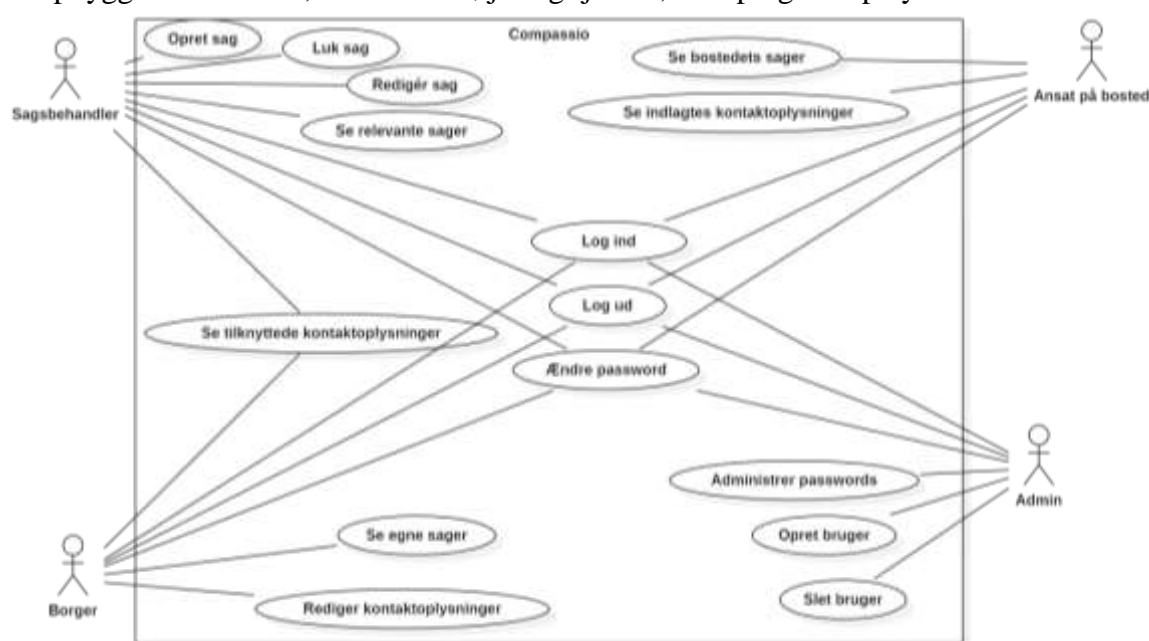 Opret sag
Compassio
Luk sag
Se bostedets sager
Redigér sag
Sagsbehandler
Ansat på bosted
Se indlagtes kontaktoplysninger
Se relevante sager
Log ind
Log ud
Se tilknyttede kontaktoplysninger
Ændre password
Administrer passwords
Admin
Se egne sager
Opret bruger
Borger
Rediger kontaktoplysninger
Slet bruger